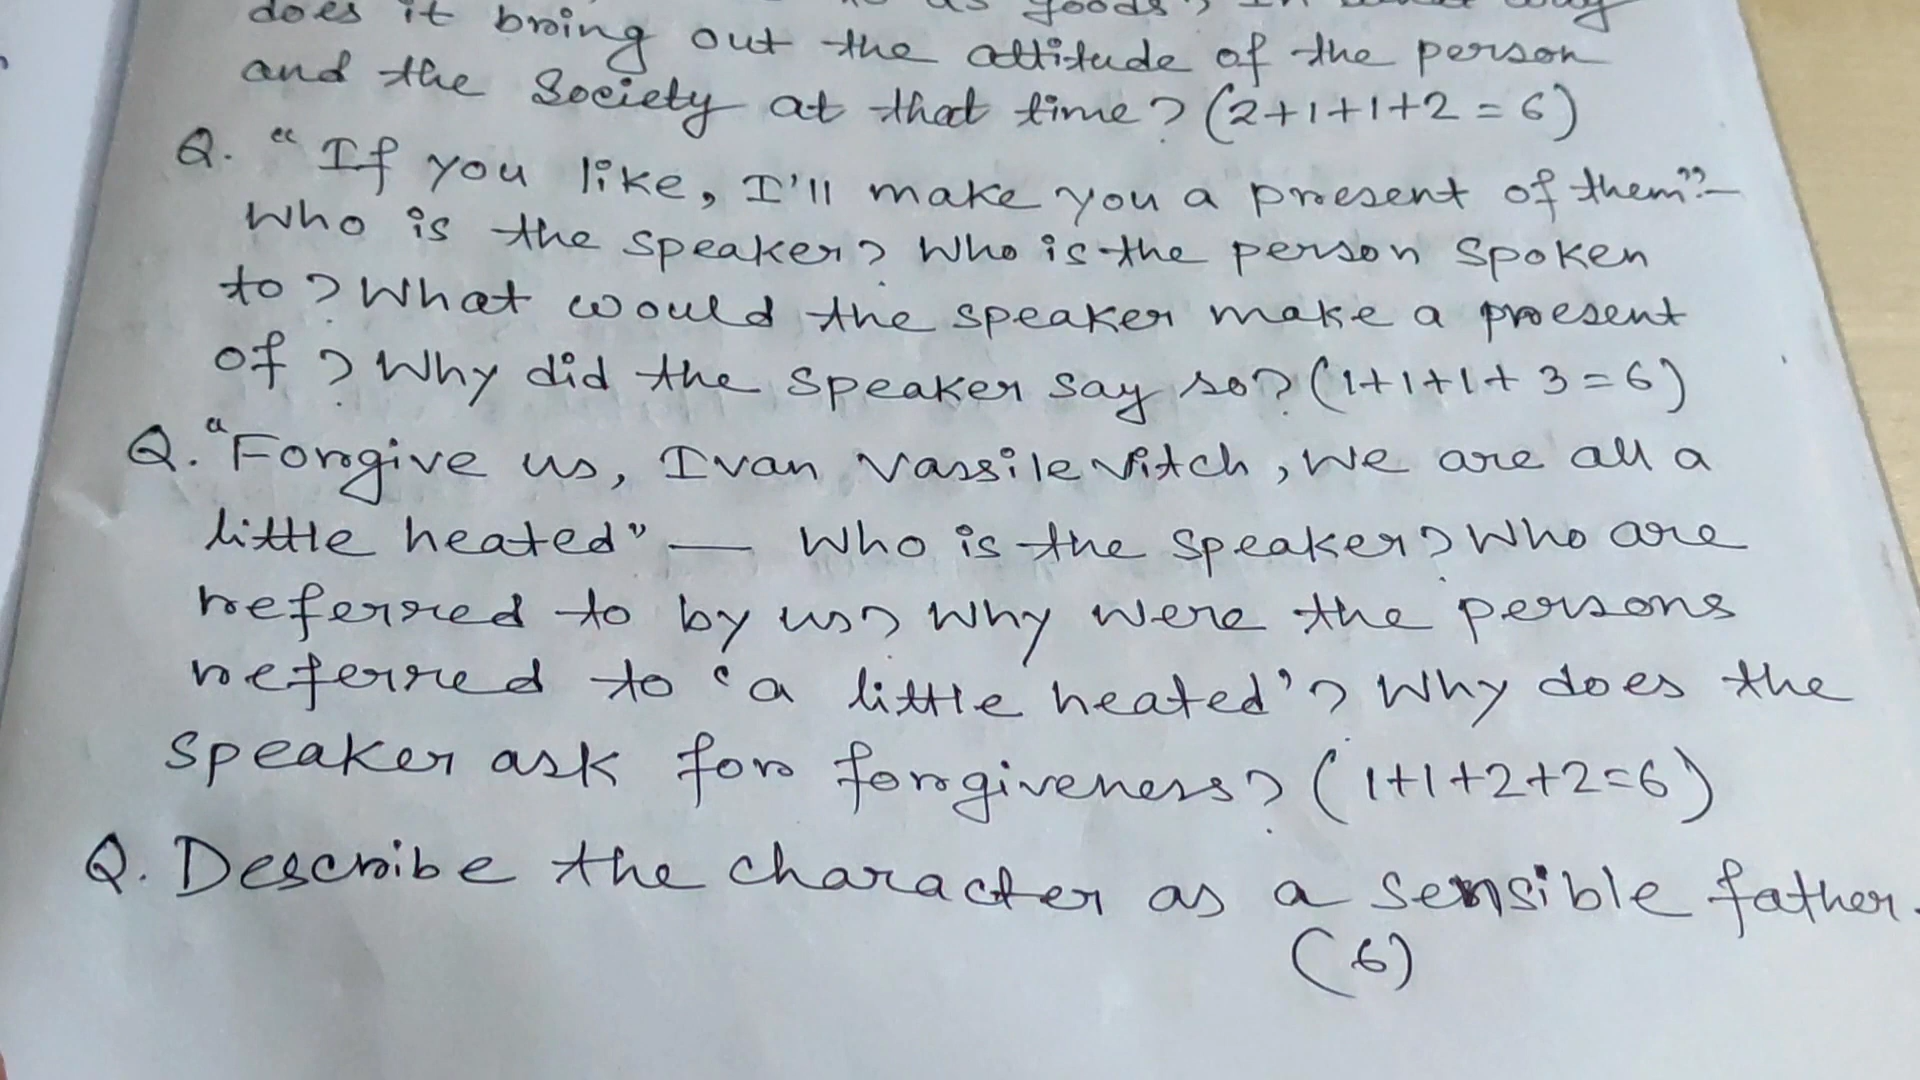 does it bring out the attitude of the person
and the Society at that time? (2+1+1+2=6)
Q. "If you like, I'll make you a present of them"-
Who is the speaker? Who is the person spoken
to? What would the speaker make a present
of? Why did the speaker say so? (1+1+1+3=6)
Q. "Forgive us, Ivan Vassilevitch, We are all a
little heated" — Who is the speaker? Who are
referred to by us? Why were the persons
referred to 'a little heated'? Why does the
speaker ask for forgiveness? (1+1+2+2=6)
Q. Describe the character as a sensible father.
(6)